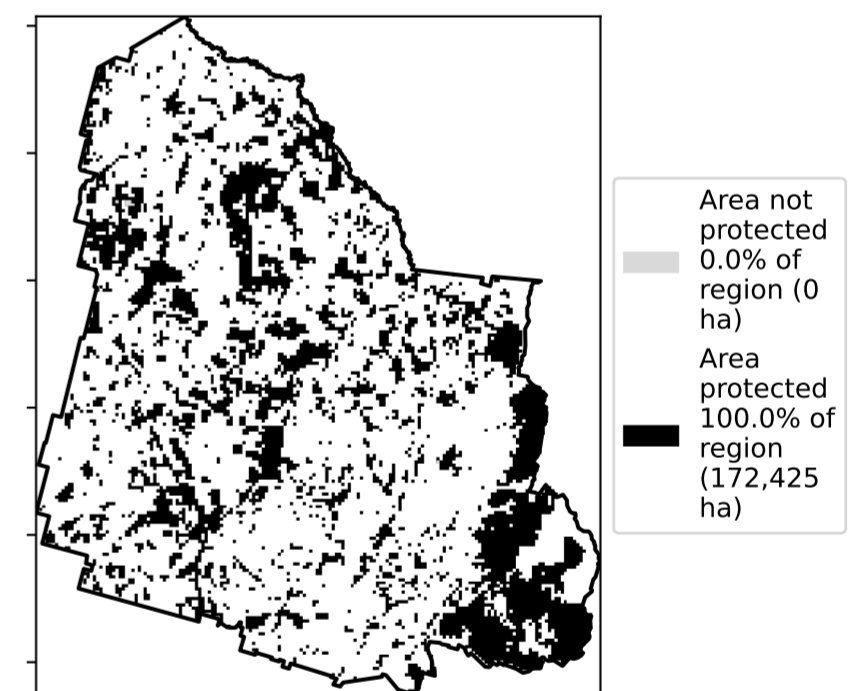 Area not
protected
0.0% of
region (0
ha)
Area
protected
100.0% of
region
(172,425
ha)